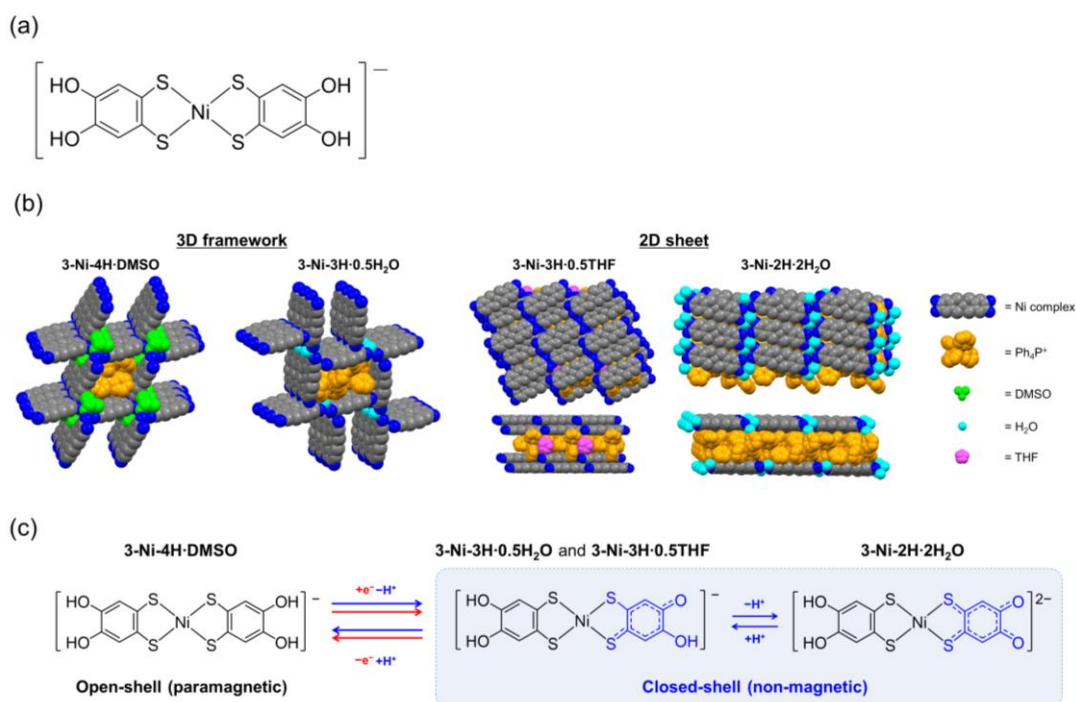 (a)
HO S S OH
Ni
HO S S OH
—
(b)
3D framework
2D sheet
3-Ni-4H·DMSO
3-Ni-3H·0.5H₂O
3-Ni-3H·0.5THF
3-Ni-2H·2H₂O
= Ni complex
= Ph₄P⁺
= DMSO
= H₂O
= THF
(c)
3-Ni-4H·DMSO
3-Ni-3H·0.5H₂O and 3-Ni-3H·0.5THF
3-Ni-2H·2H₂O
HO S S OH −
Ni
HO S S OH
+e⁻ −H⁺
−e⁻ +H⁺
HO S S O −
Ni
HO S S OH
−H⁺
+H⁺
HO S S O 2−
Ni
HO S S O
Open-shell (paramagnetic)
Closed-shell (non-magnetic)